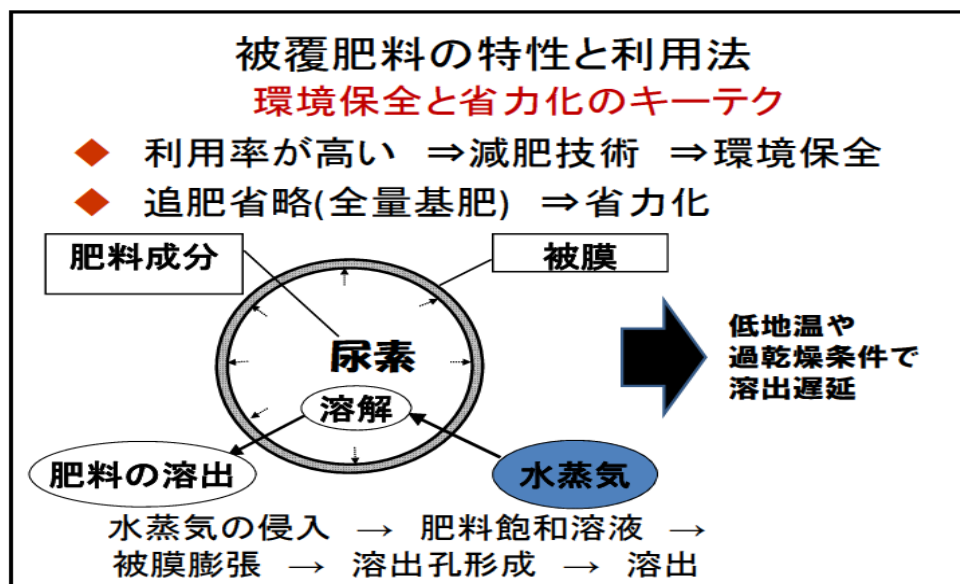 被覆肥料の特性と利用法
環境保全と省力化のキーテク
◆ 利用率が高い ⇒減肥技術 ⇒環境保全
◆ 追肥省略(全量基肥) ⇒省力化
肥料成分
被膜
尿素
溶解
肥料の溶出
水蒸気
低地温や
過乾燥条件で
溶出遅延
水蒸気の侵入 → 肥料飽和溶液 →
被膜膨張 → 溶出孔形成 → 溶出